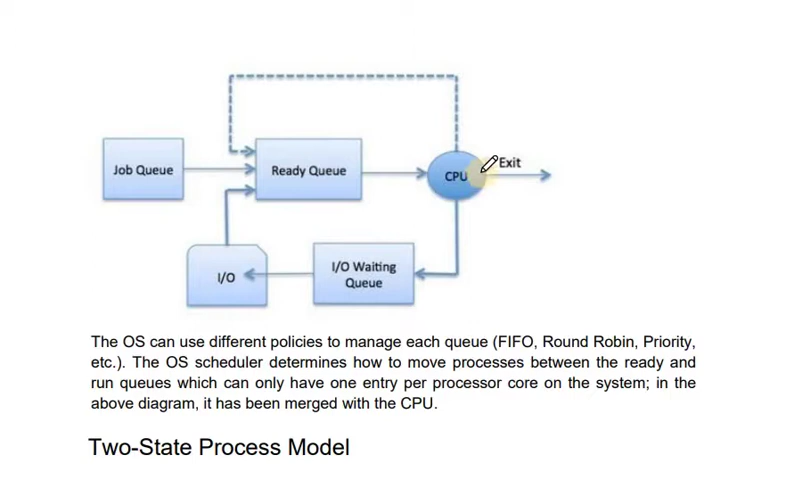 Exit
Job Queue
Ready Queue
CPU
I/O
I/O Waiting
Queue
The OS can use different policies to manage each queue (FIFO, Round Robin, Priority,
etc.). The OS scheduler determines how to move processes between the ready and
run queues which can only have one entry per processor core on the system; in the
above diagram, it has been merged with the CPU.
Two-State Process Model